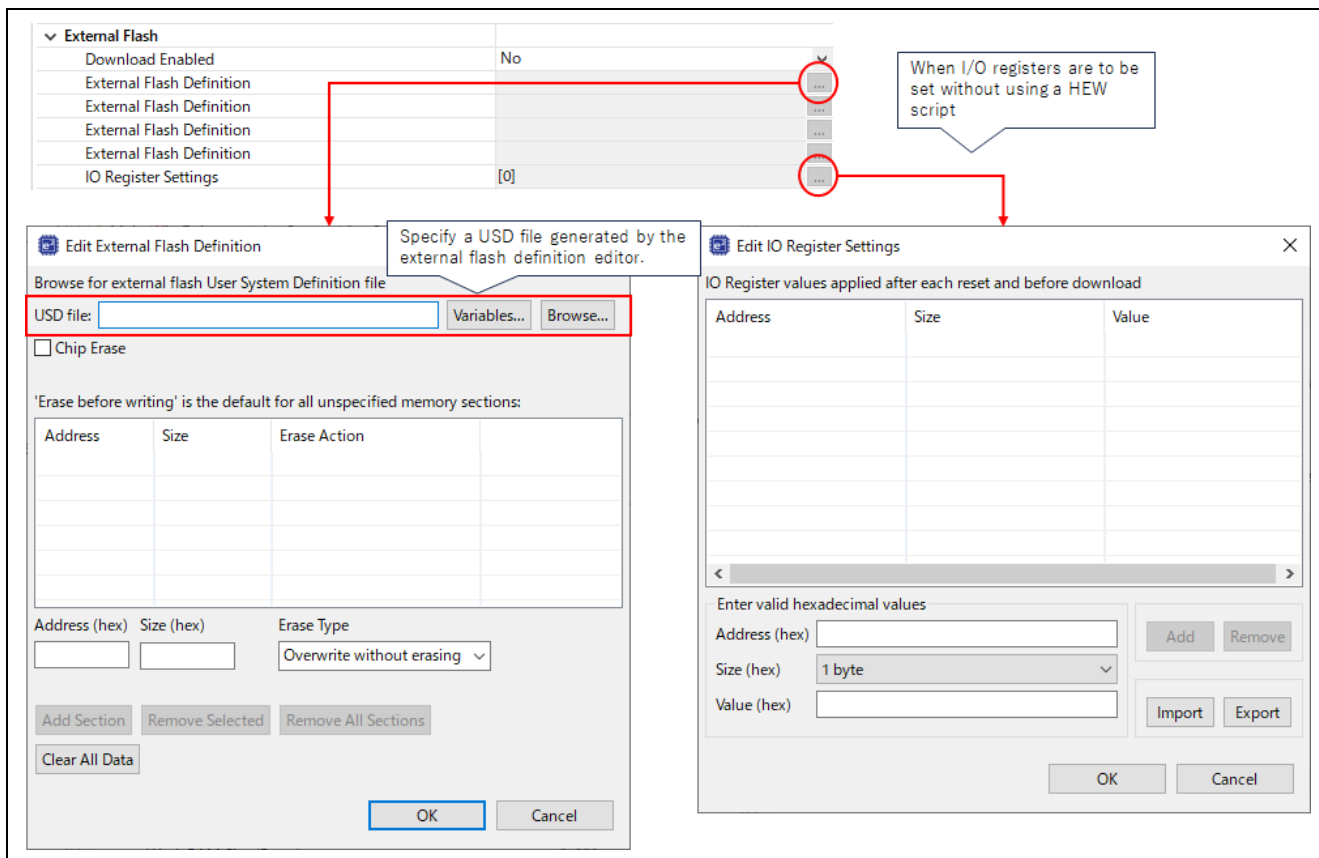 External Flash
Download Enabled No
External Flash Definition ...
External Flash Definition ...
External Flash Definition ...
External Flash Definition ...
IO Register Settings [0] ...
When I/O registers are to be
set without using a HEW
script
Edit External Flash Definition
Specify a USD file generated by the
external flash definition editor.
Browse for external flash User System Definition file
USD file: Variables... Browse...
Chip Erase
'Erase before writing' is the default for all unspecified memory sections:
Address Size Erase Action
Address (hex) Size (hex) Erase Type
Overwrite without erasing
Add Section Remove Selected Remove All Sections
Clear All Data
OK Cancel
Edit IO Register Settings
IO Register values applied after each reset and before download
Address Size Value
Enter valid hexadecimal values
Address (hex)
Size (hex) 1 byte
Value (hex)
Add Remove
Import Export
OK Cancel